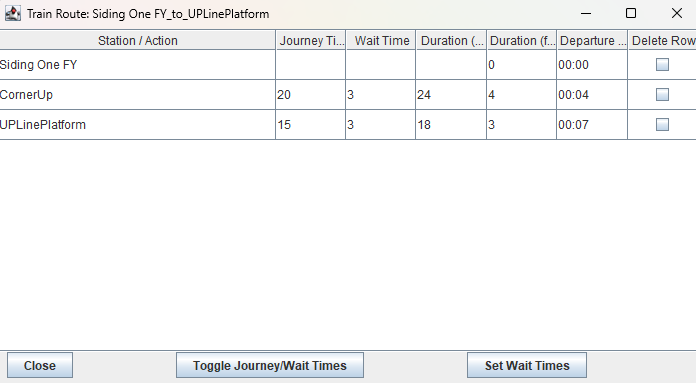 Train Route: Siding One FY_to_UPLinePlatform
Station / Action Journey Ti... Wait Time Duration (... Duration (f... Departure ... Delete Row
Siding One FY 0 00:00
CornerUp 20 3 24 4 00:04
UPLinePlatform 15 3 18 3 00:07
Close Toggle Journey/Wait Times Set Wait Times